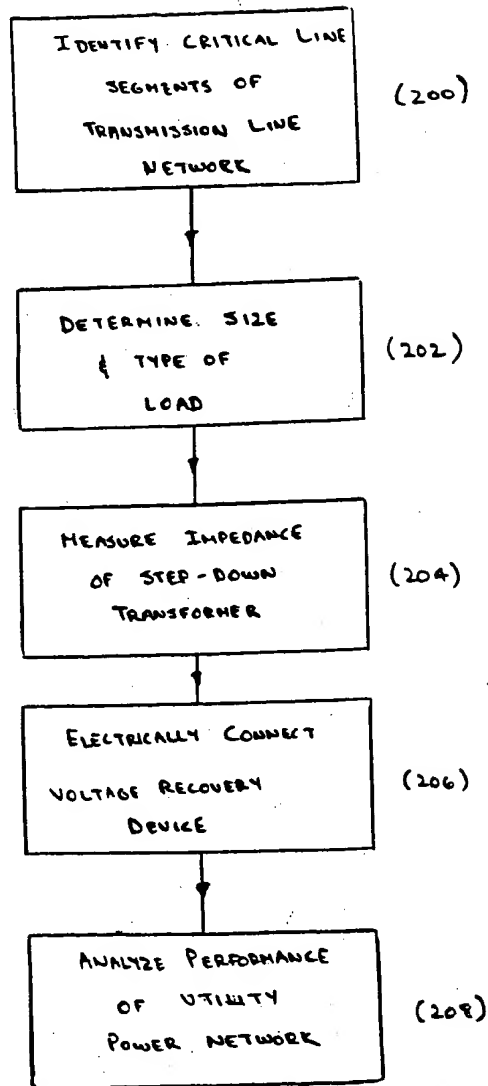 IDENTIFY CRITICAL LINE
SEGMENTS OF
TRANSMISSION LINE
NETWORK
(200)
DETERMINE SIZE
& TYPE OF
LOAD
(202)
MEASURE IMPEDANCE
OF STEP-DOWN
TRANSFORMER
(204)
ELECTRICALLY CONNECT
VOLTAGE RECOVERY
DEVICE
(206)
ANALYZE PERFORMANCE
OF UTILITY
POWER NETWORK
(208)